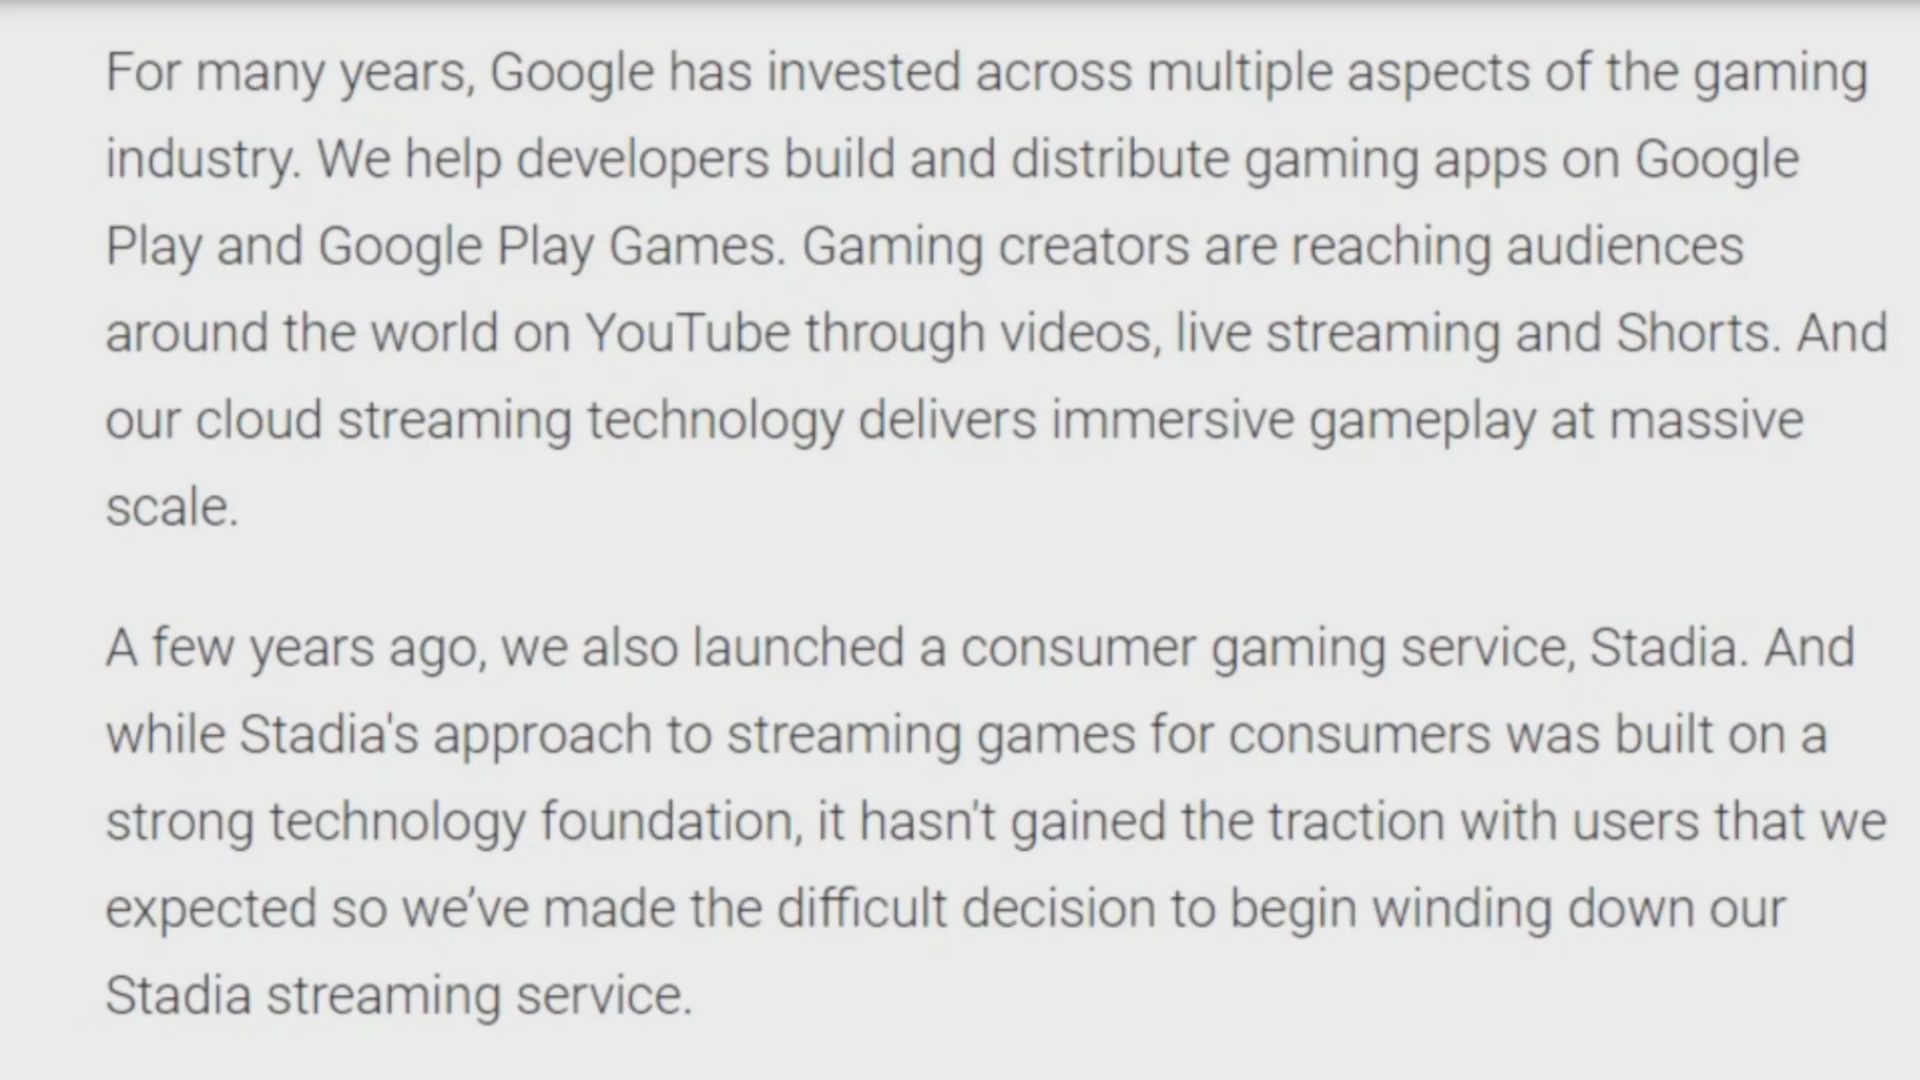 For many years, Google has invested across multiple aspects of the gaming
industry. We help developers build and distribute gaming apps on Google
Play and Google Play Games. Gaming creators are reaching audiences
around the world on YouTube through videos, live streaming and Shorts. And
our cloud streaming technology delivers immersive gameplay at massive
scale.
A few years ago, we also launched a consumer gaming service, Stadia. And
while Stadia's approach to streaming games for consumers was built on a
strong technology foundation, it hasn't gained the traction with users that we
expected so we’ve made the difficult decision to begin winding down our
Stadia streaming service.